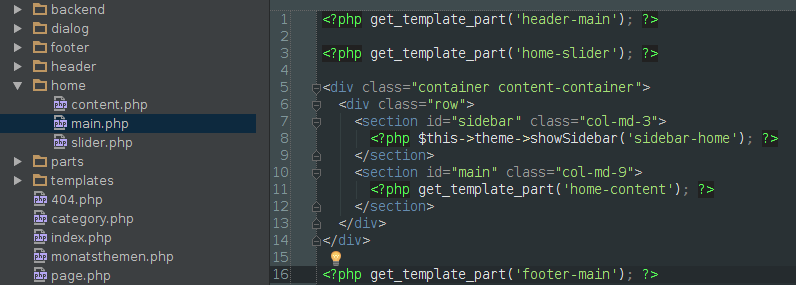 backend
dialog
footer
header
home
content.php
main.php
slider.php
parts
templates
404.php
category.php
index.php
monatsthemen.php
page.php
1 <?php get_template_part('header-main'); ?>
2
3 <?php get_template_part('home-slider'); ?>
4
5 <div class="container content-container">
6 <div class="row">
7 <section id="sidebar" class="col-md-3">
8 <?php $this->theme->showSidebar('sidebar-home'); ?>
9 </section>
10 <section id="main" class="col-md-9">
11 <?php get_template_part('home-content'); ?>
12 </section>
13 </div>
14 </div>
15
16 <?php get_template_part('footer-main'); ?>